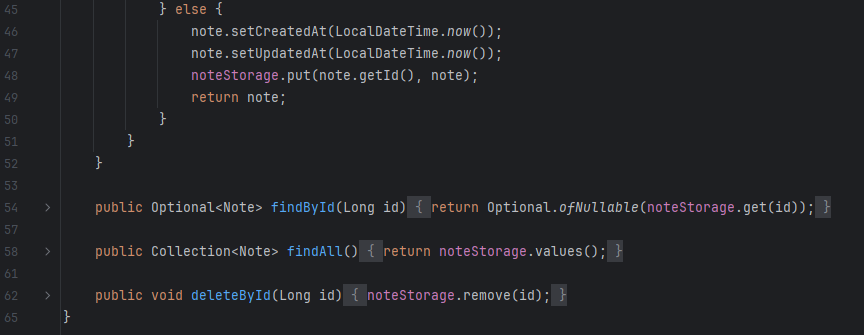 45 } else {
46 note.setCreatedAt(LocalDateTime.now());
47 note.setUpdatedAt(LocalDateTime.now());
48 noteStorage.put(note.getId(), note);
49 return note;
50 }
51 }
52 }
53
54 public Optional<Note> findById(Long id) { return Optional.ofNullable(noteStorage.get(id)); }
57
58 public Collection<Note> findAll() { return noteStorage.values(); }
61
62 public void deleteById(Long id) { noteStorage.remove(id); }
65 }